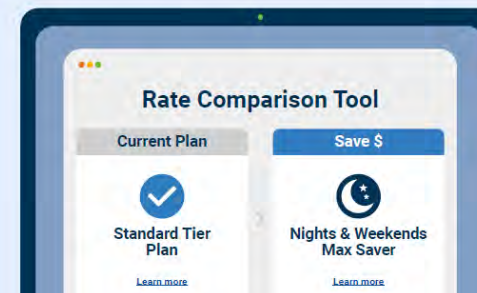 Rate Comparison Tool
Current Plan
Save $
Standard Tier
Plan
Nights & Weekends
Max Saver
Learn more
Learn more